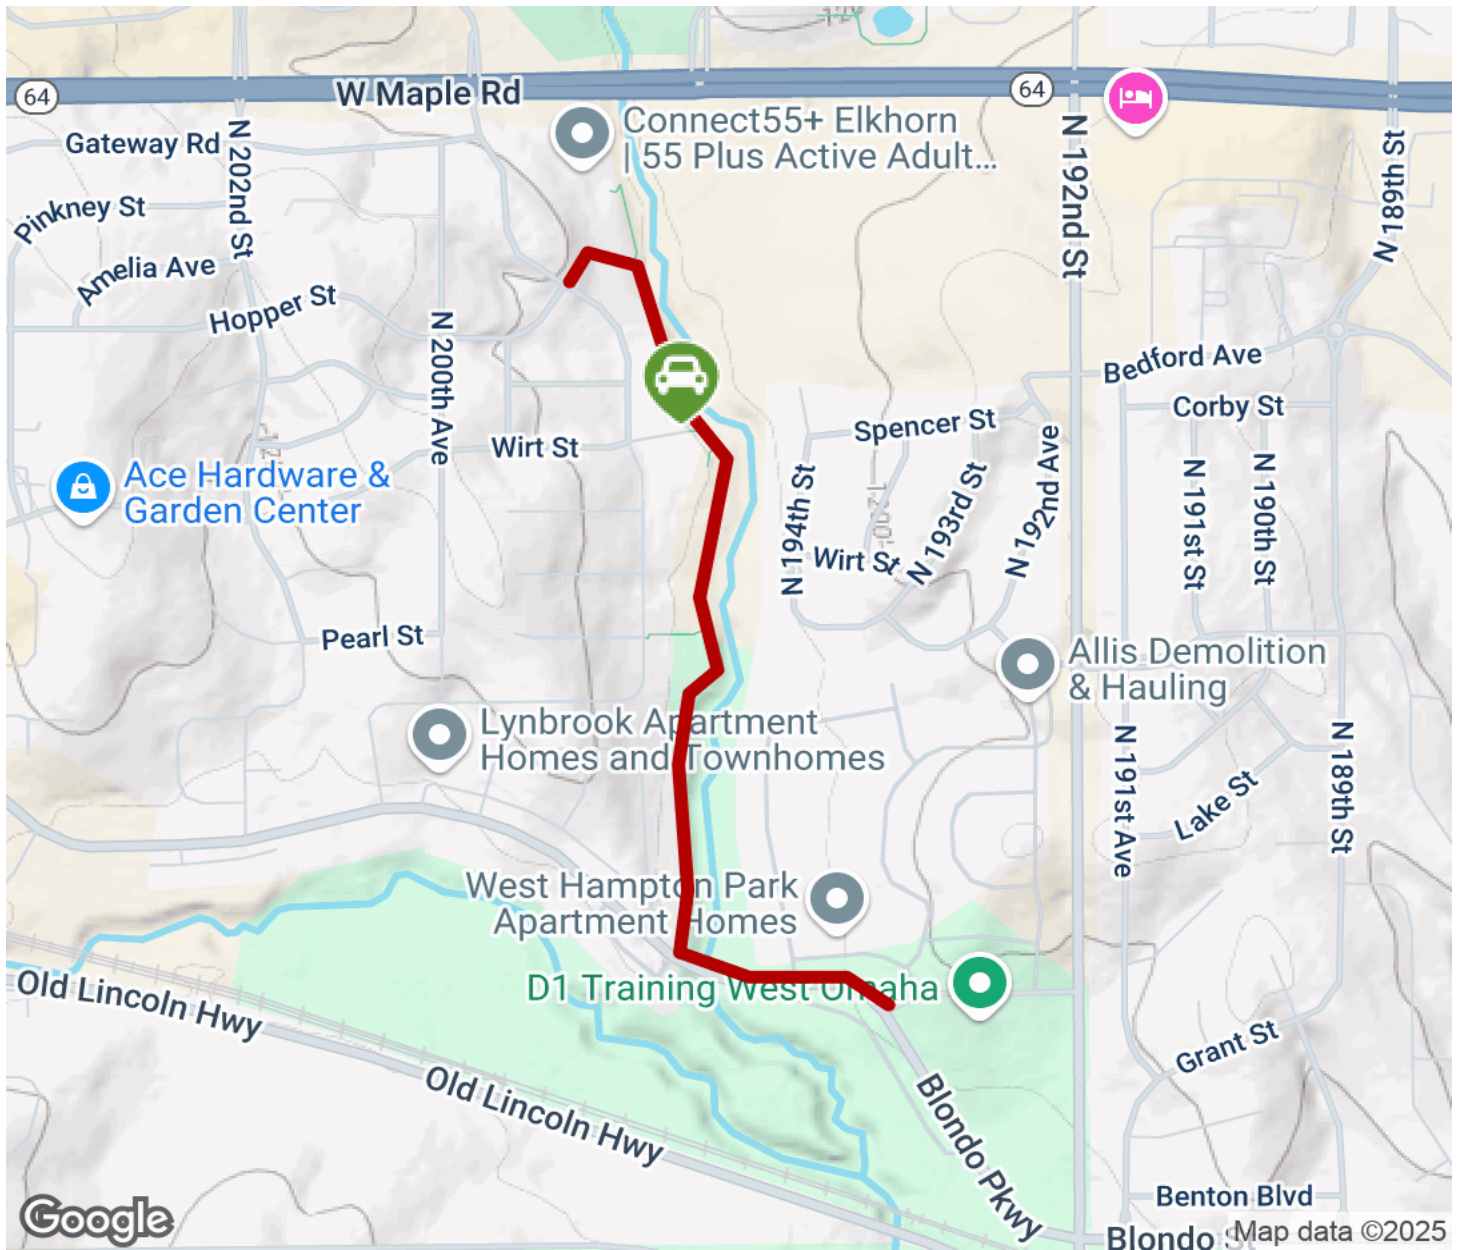 64
W Maple Rd
64
Connect55+ Elkhorn
| 55 Plus Active Adult...
Gateway Rd
N 202nd St
N 192nd St
N 189th St
Pinkney St
Amelia Ave
Hopper St
N 200th Ave
Bedford Ave
Corby St
Spencer St
Wirt St
N 194th St
N 193rd St
N 192nd Ave
N 191st St
N 190th St
Ace Hardware &
Garden Center
Wirt St
Pearl St
Allis Demolition
& Hauling
Lynbrook Apartment
Homes and Townhomes
N 191st Ave
Lake St
N 189th St
West Hampton Park
Apartment Homes
D1 Training West Omaha
Old Lincoln Hwy
Old Lincoln Hwy
Grant St
Blondo Pkwy
Benton Blvd
Blondo St
Google
Map data ©2025